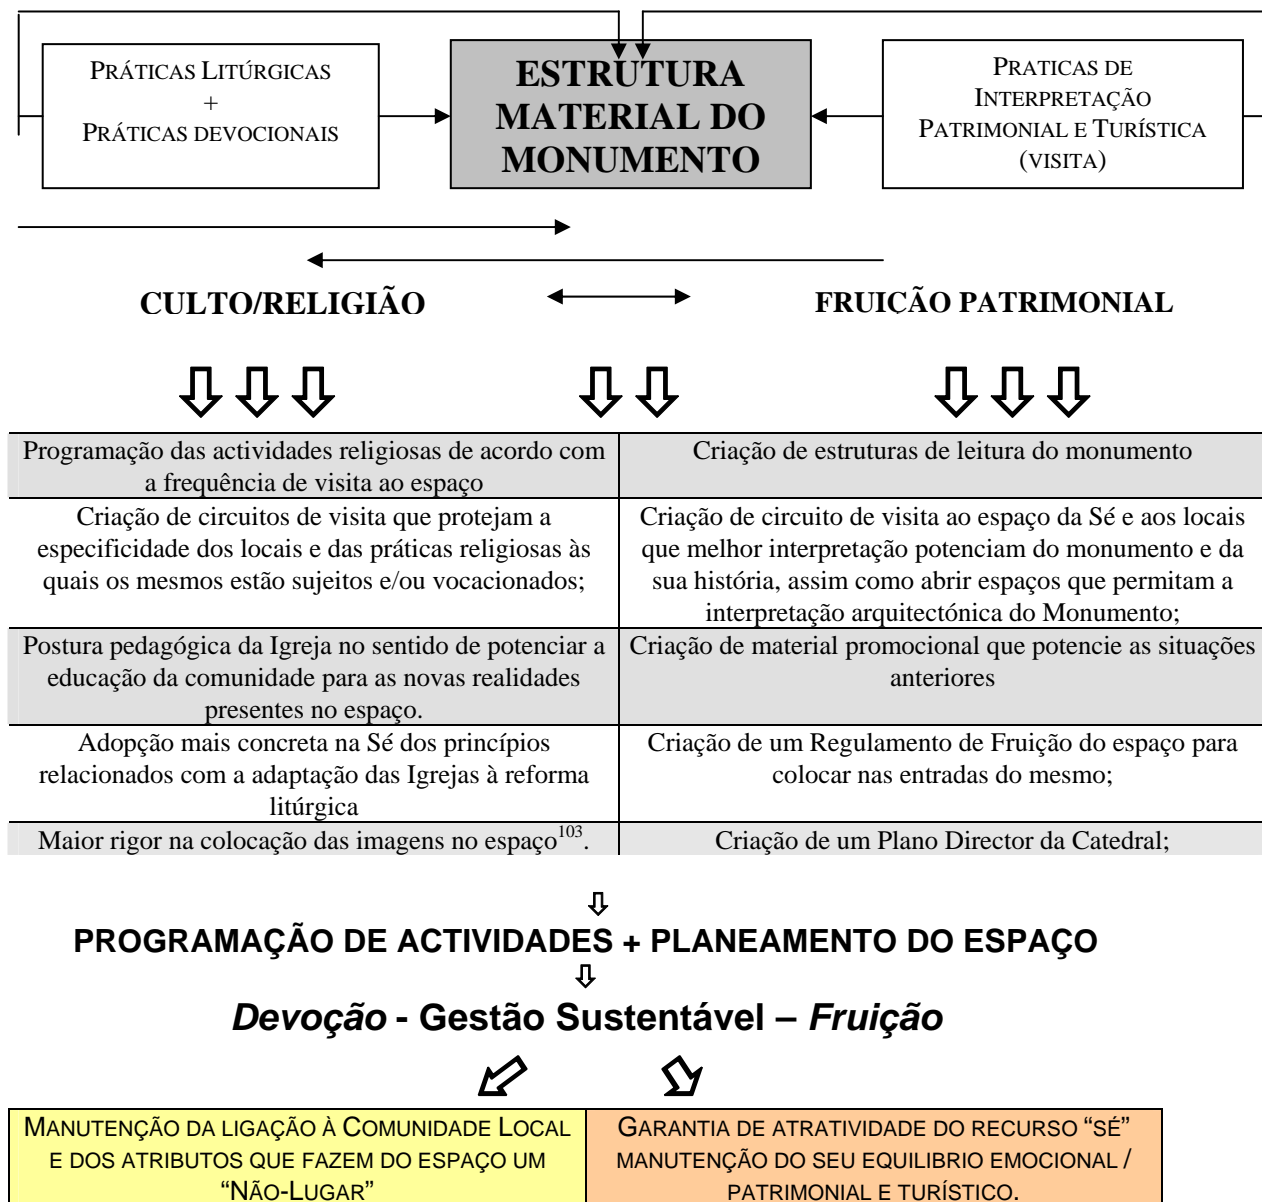 PRÁTICAS LITÚRGICAS
+
PRÁTICAS DEVOCIONAIS
ESTRUTURA
MATERIAL DO
MONUMENTO
PRATICAS DE
INTERPRETAÇÃO
PATRIMONIAL E TURÍSTICA
(VISITA)
CULTO/RELIGIÃO
FRUIÇÃO PATRIMONIAL
Programação das actividades religiosas de acordo com
a frequência de visita ao espaço
Criação de estruturas de leitura do monumento
Criação de circuitos de visita que protejam a
especificidade dos locais e das práticas religiosas às
quais os mesmos estão sujeitos e/ou vocacionados;
Criação de circuito de visita ao espaço da Sé e aos locais
que melhor interpretação potenciam do monumento e da
sua história, assim como abrir espaços que permitam a
interpretação arquitectónica do Monumento;
Postura pedagógica da Igreja no sentido de potenciar a
educação da comunidade para as novas realidades
presentes no espaço.
Criação de material promocional que potencie as situações
anteriores
Adopção mais concreta na Sé dos princípios
relacionados com a adaptação das Igrejas à reforma
litúrgica
Criação de um Regulamento de Fruição do espaço para
colocar nas entradas do mesmo;
Maior rigor na colocação das imagens no espaço103.
Criação de um Plano Director da Catedral;
PROGRAMAÇÃO DE ACTIVIDADES + PLANEAMENTO DO ESPAÇO
Devoção - Gestão Sustentável – Fruição
MANUTENÇÃO DA LIGAÇÃO À COMUNIDADE LOCAL
E DOS ATRIBUTOS QUE FAZEM DO ESPAÇO UM
“NÃO-LUGAR”
GARANTIA DE ATRATIVIDADE DO RECURSO “SÉ”
MANUTENÇÃO DO SEU EQUILIBRIO EMOCIONAL /
PATRIMONIAL E TURÍSTICO.